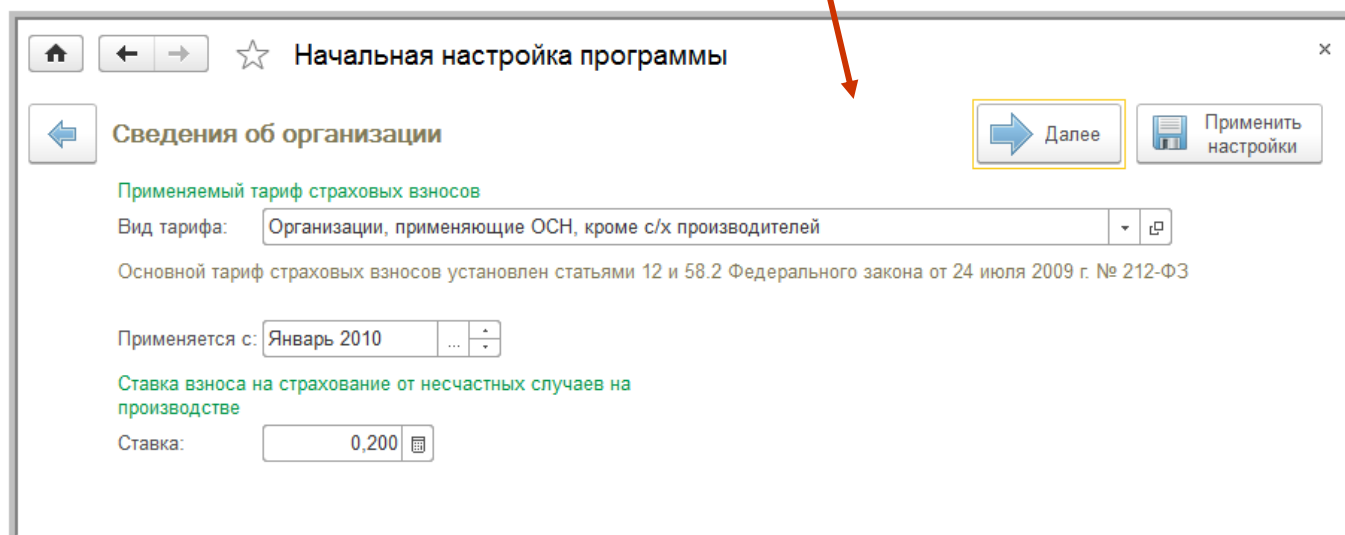 Начальная настройка программы
Сведения об организации
Далее
Применить
настройки
Применяемый тариф страховых взносов
Вид тарифа: Организации, применяющие ОСН, кроме с/х производителей
Основной тариф страховых взносов установлен статьями 12 и 58.2 Федерального закона от 24 июля 2009 г. № 212-ФЗ
Применяется с: Январь 2010 ...
Ставка взноса на страхование от несчастных случаев на
производстве
Ставка: 0,200